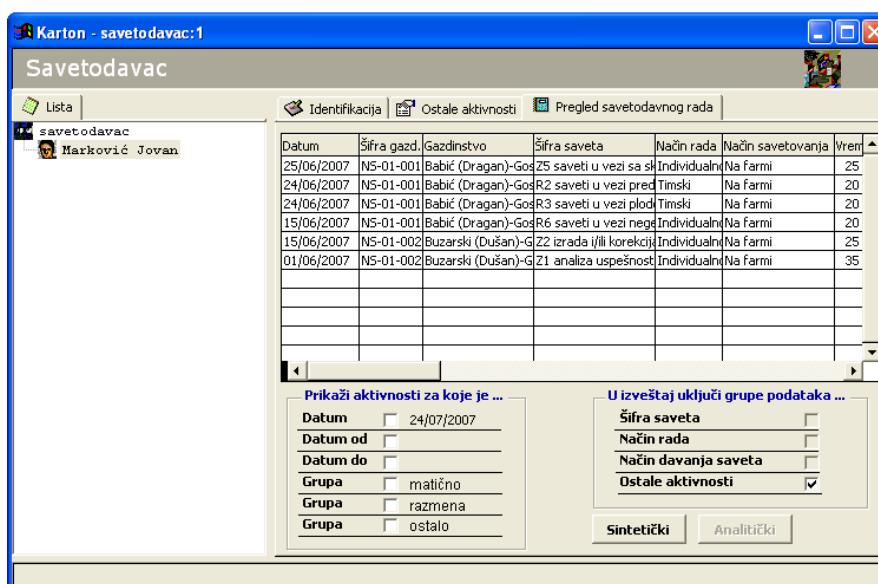 Karton - savetodavac:1
Savetodavac
Lista
Identifikacija Ostale aktivnosti Pregled savetodavnog rada
savetodavac
Marković Jovan
Datum Šifra gazd. Gazdinstvo Šifra saveta Način rada Način savetovanja Vrem
25/06/2007 NS-01-001 Babić (Dragan)-Gos Z5 saveti u vezi sa sk Individualno Na farmi 25
24/06/2007 NS-01-001 Babić (Dragan)-Gos R2 saveti u vezi pred Timski Na farmi 20
24/06/2007 NS-01-001 Babić (Dragan)-Gos R3 saveti u vezi plod Timski Na farmi 20
15/06/2007 NS-01-001 Babić (Dragan)-Gos R6 saveti u vezi nege Individualno Na farmi 20
15/06/2007 NS-01-002 Buzarski (Dušan)-G Z2 izrada i/ili korekcij Individualno Na farmi 25
01/06/2007 NS-01-002 Buzarski (Dušan)-G Z1 analiza uspešnost Individualno Na farmi 35
Prikaži aktivnosti za koje je ...
Datum 24/07/2007
Datum od
Datum do
Grupa matično
Grupa razmena
Grupa ostalo
U izveštaj uključi grupe podataka ...
Šifra saveta
Način rada
Način davanja saveta
Ostale aktivnosti
Sintetički Analitički